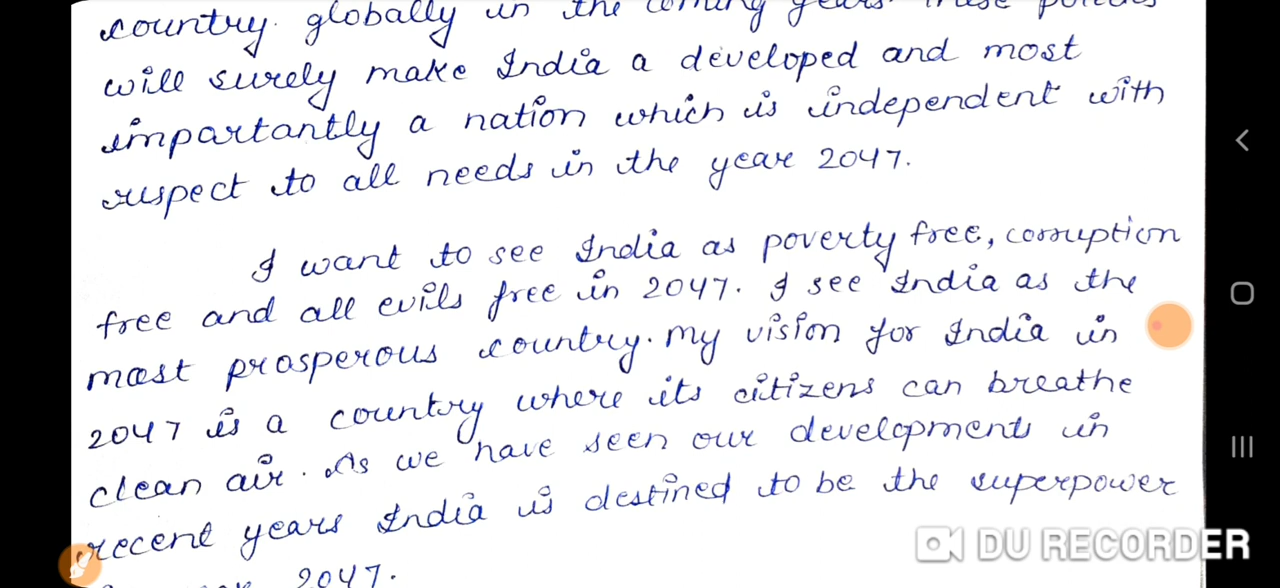 country globally in the coming years. These policies
will surely make India a developed and most
impartantly a nation which is independent with
respect to all needs in the year 2047.
I want to see India as poverty free, corruption
free and all evils free in 2047. I see India as the
most prosperous country. My vision for India in
2047 is a country where its citizens can breathe
clean air. As we have seen our developments in
recent years India is destined to be the superpower
2047.
DU RECORDER